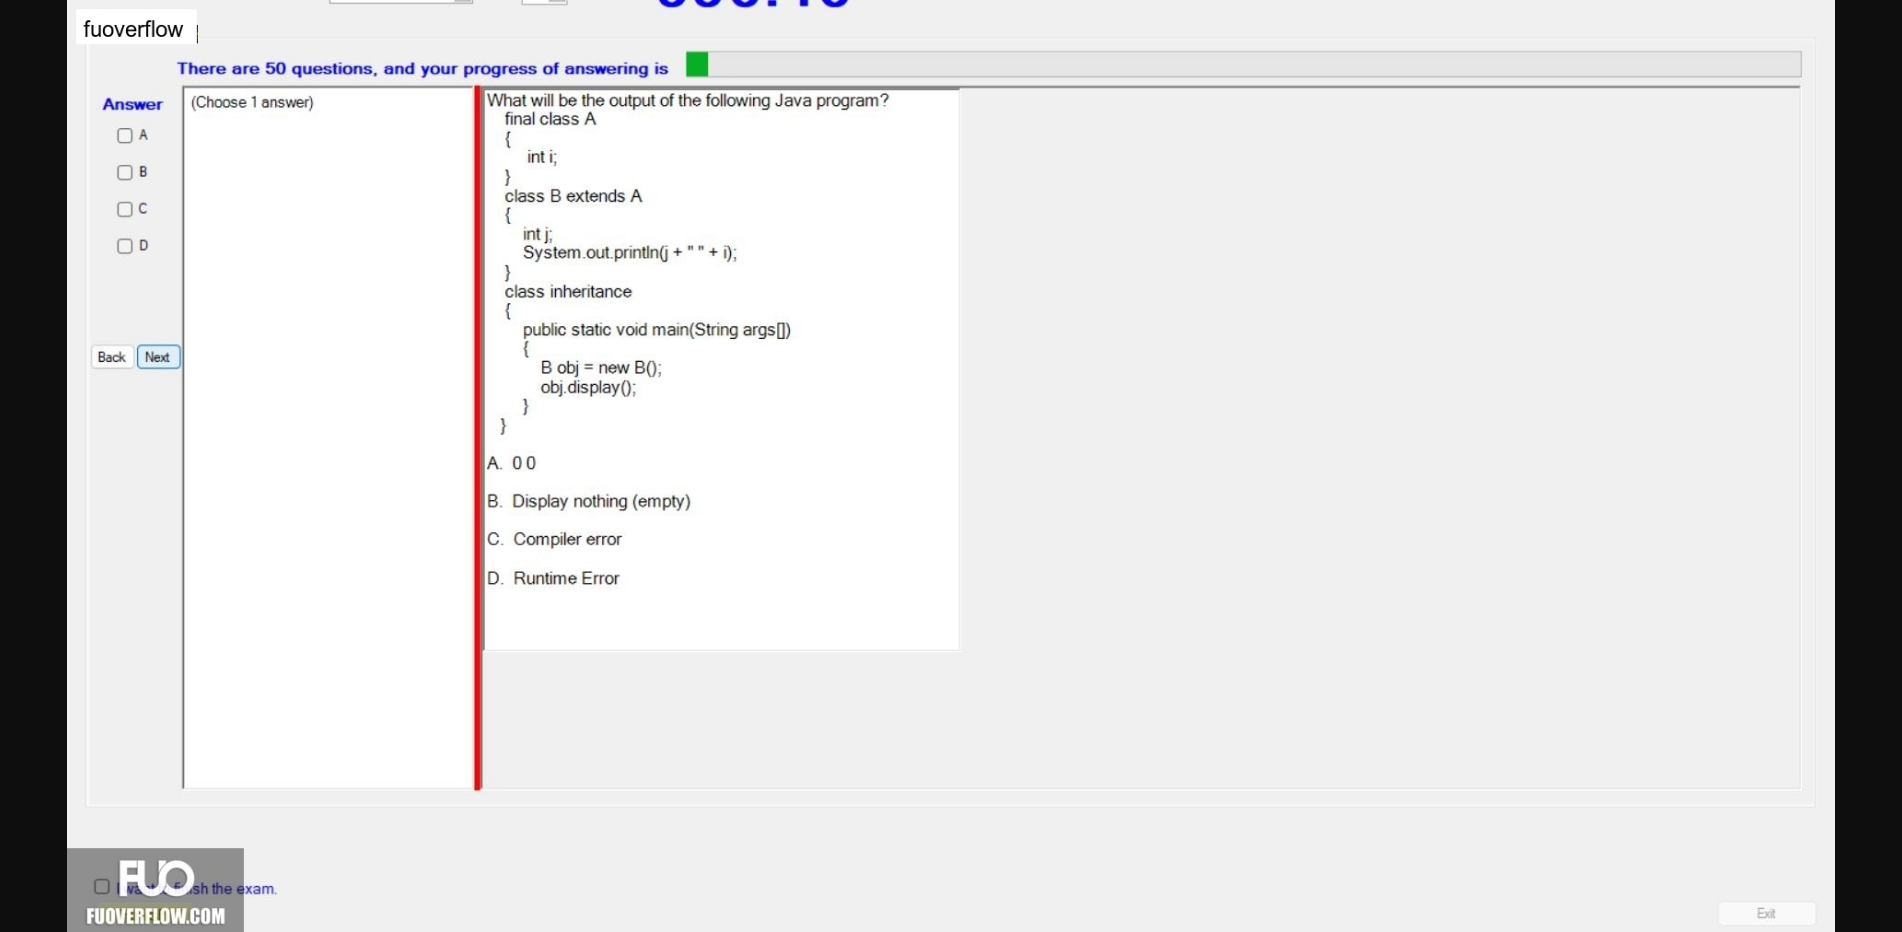 fuoverflow
There are 50 questions, and your progress of answering is
Answer
(Choose 1 answer)
A
B
C
D
Back
Next
What will be the output of the following Java program?
final class A
{
int i;
}
class B extends A
{
int j;
System.out.println(j + " " + i);
}
class inheritance
{
public static void main(String args[])
{
B obj = new B();
obj.display();
}
}
A. 0 0
B. Display nothing (empty)
C. Compiler error
D. Runtime Error
FUO
the exam.
FUOVERFLOW.COM
Exit